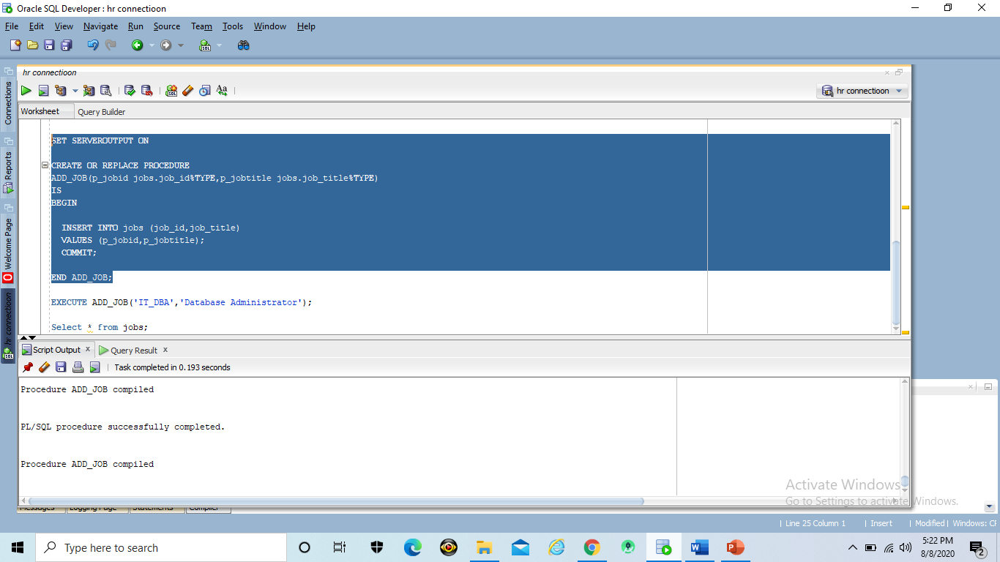 Oracle SQL Developer : hr connectioon
File Edit View Navigate Run Source Team Tools Window Help
hr connectioon
hr connectioon
Worksheet Query Builder
Connections
Reports
Welcome Page
hr connectioon
SET SERVEROUTPUT ON
CREATE OR REPLACE PROCEDURE
ADD_JOB(p_jobid jobs.job_id%TYPE,p_jobtitle jobs.job_title%TYPE)
IS
BEGIN
INSERT INTO jobs (job_id,job_title)
VALUES (p_jobid,p_jobtitle);
COMMIT;
END ADD_JOB;
EXECUTE ADD_JOB('IT_DBA','Database Administrator');
Select * from jobs;
Script Output x Query Result x
Task completed in 0.193 seconds
Procedure ADD_JOB compiled
PL/SQL procedure successfully completed.
Procedure ADD_JOB compiled
Activate Windows
Go to Settings to activate Windows.
Messages Logging Page Statements Compiler
Line 25 Column 1 Insert Modified Windows: CR
Type here to search
5:22 PM
8/8/2020
2